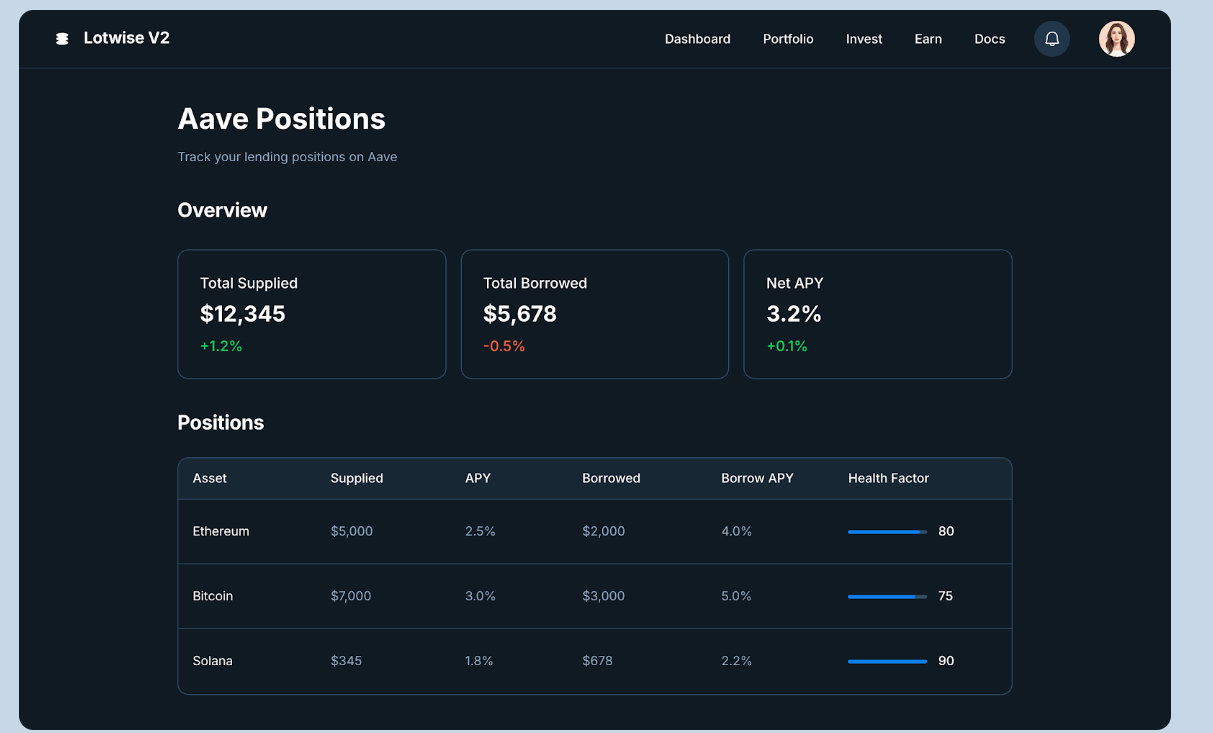 Lotwise V2
Dashboard Portfolio Invest Earn Docs
Aave Positions
Track your lending positions on Aave
Overview
Total Supplied Total Borrowed Net APY
$12,345 $5,678 3.2%
+1.2% -0.5% +0.1%
Positions
Asset Supplied APY Borrowed Borrow APY Health Factor
Ethereum $5,000 2.5% $2,000 4.0% 80
Bitcoin $7,000 3.0% $3,000 5.0% 75
Solana $345 1.8% $678 2.2% 90